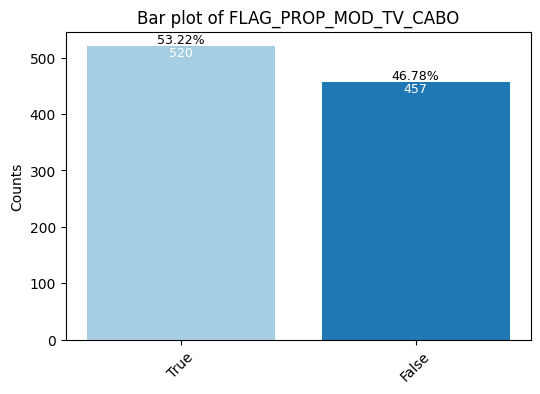 Bar plot of FLAG_PROP_MOD_TV_CABO
53.22%
520
46.78%
457
500
400
300
200
100
0
Counts
True
False